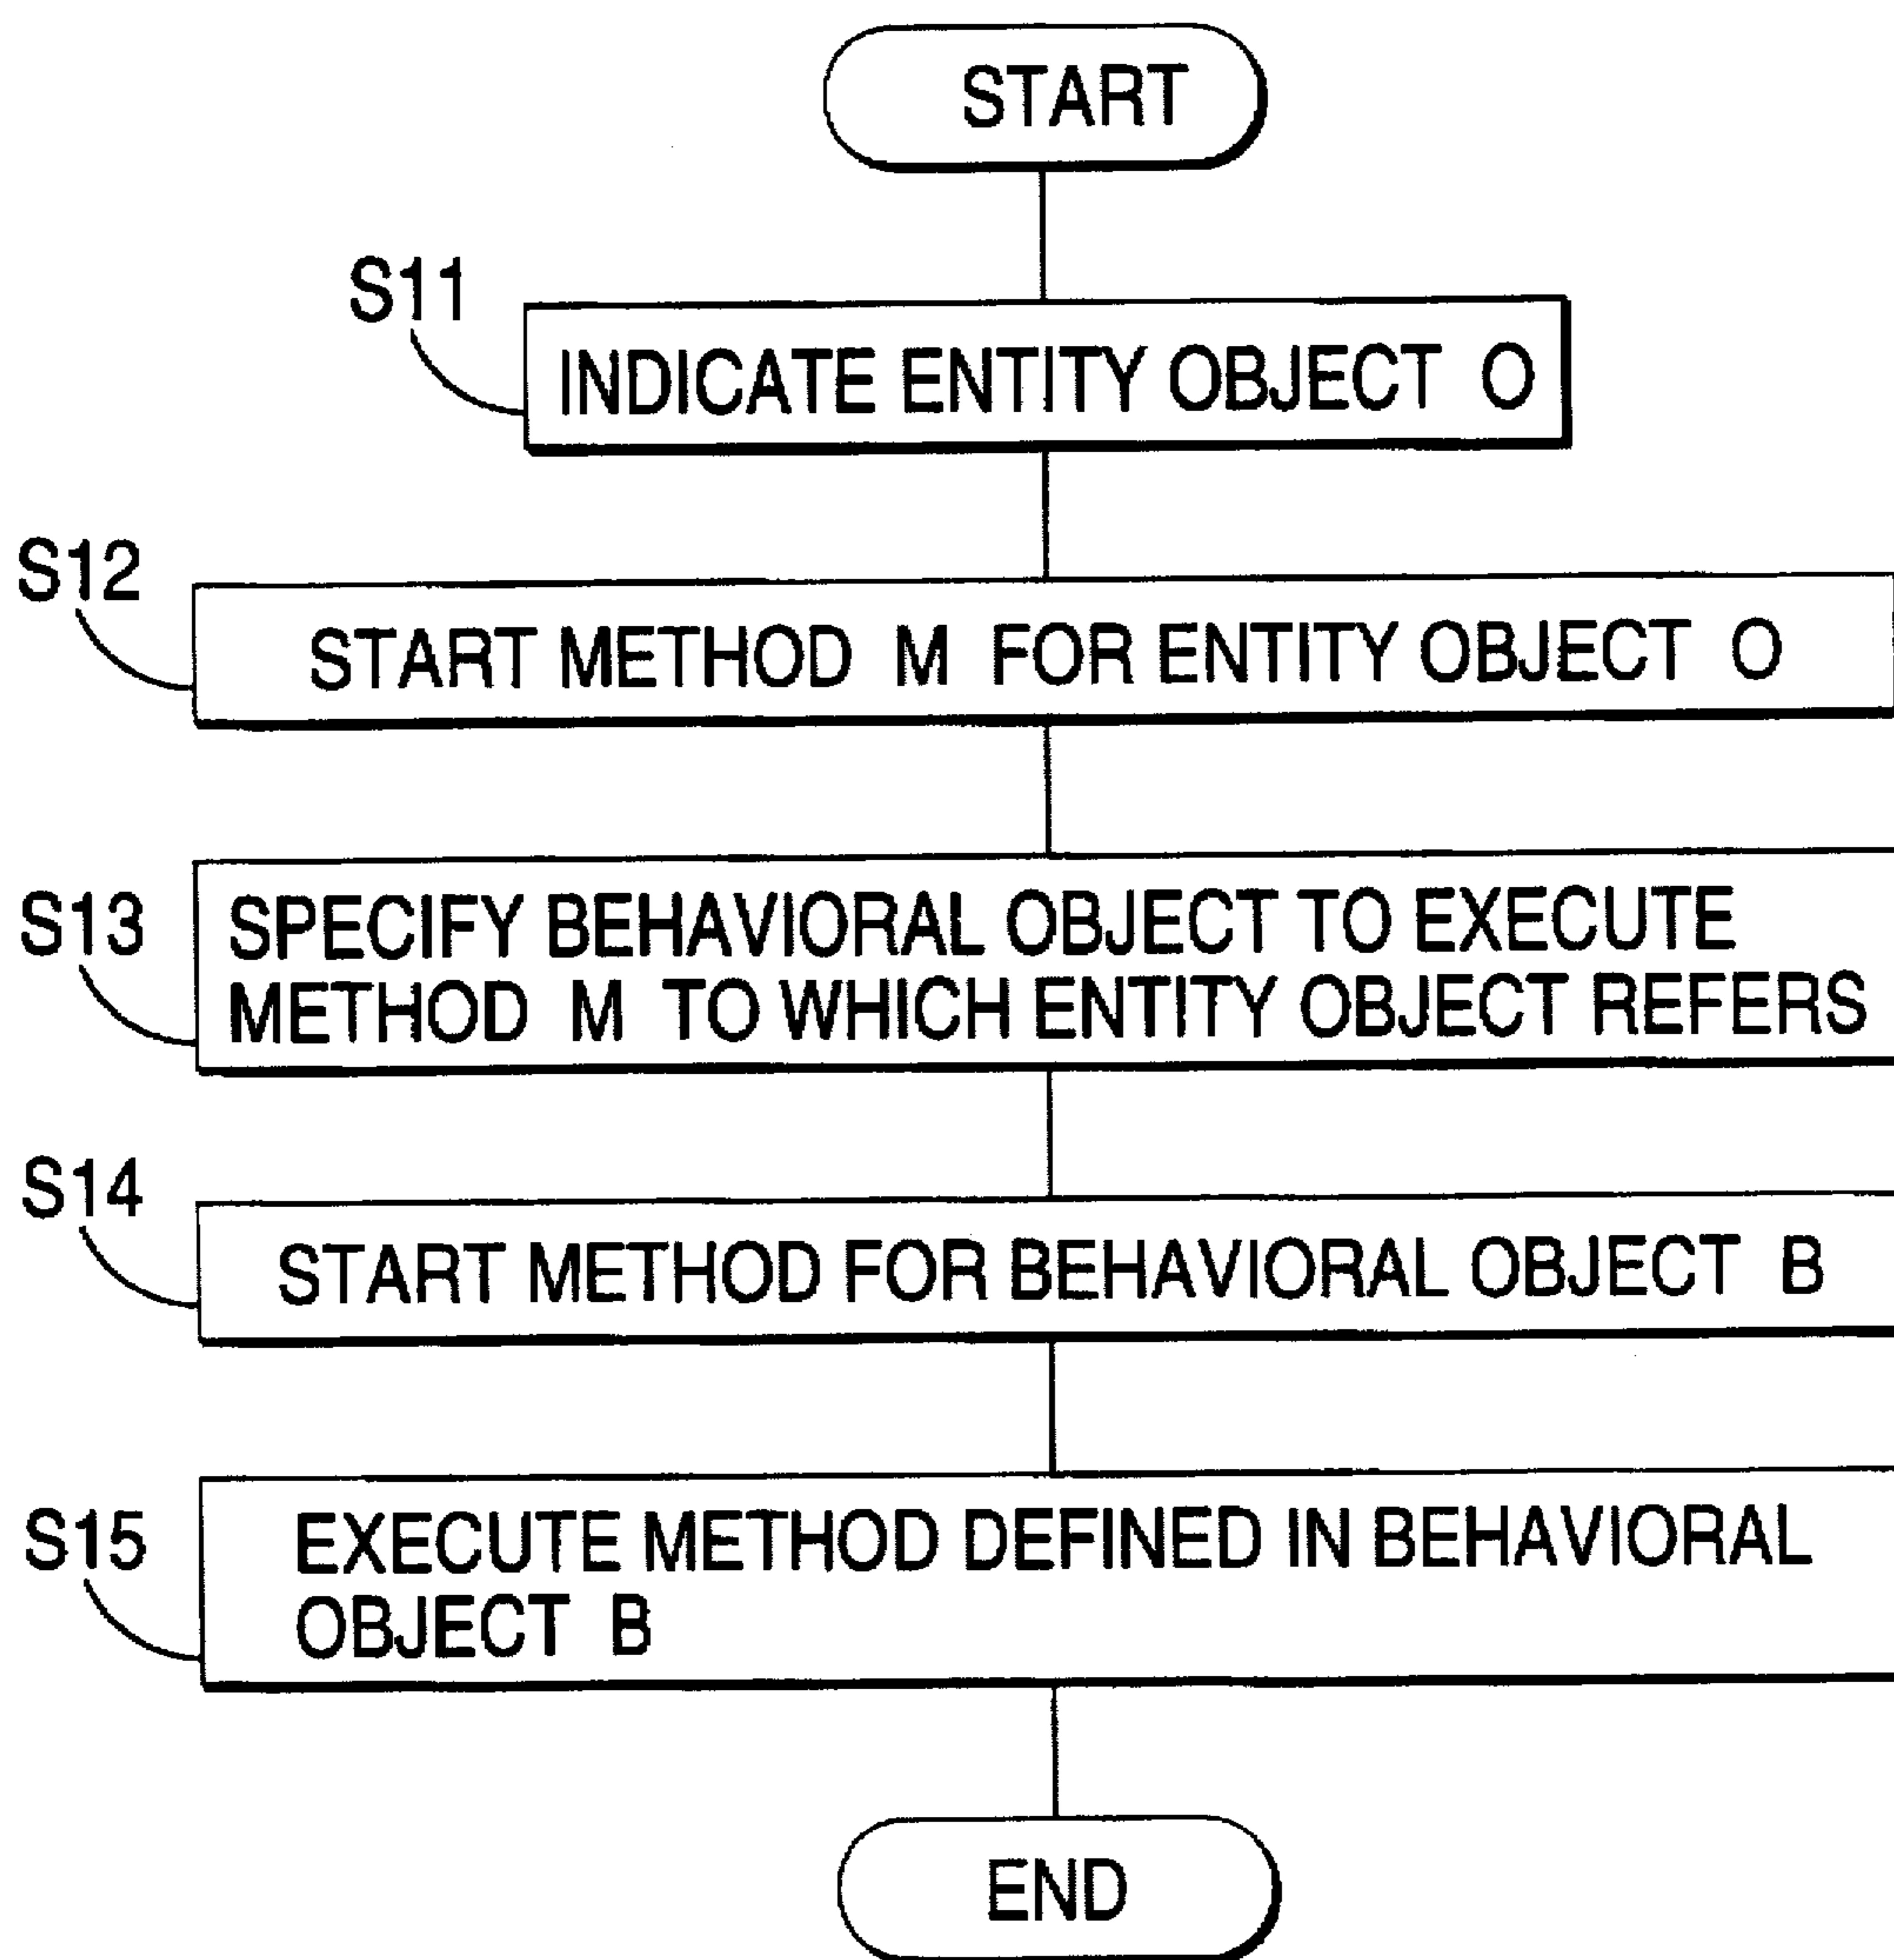 START
S11
INDICATE ENTITY OBJECT O
S12
START METHOD M FOR ENTITY OBJECT O
S13
SPECIFY BEHAVIORAL OBJECT TO EXECUTE
METHOD M TO WHICH ENTITY OBJECT REFERS
S14
START METHOD FOR BEHAVIORAL OBJECT B
S15
EXECUTE METHOD DEFINED IN BEHAVIORAL
OBJECT B
END